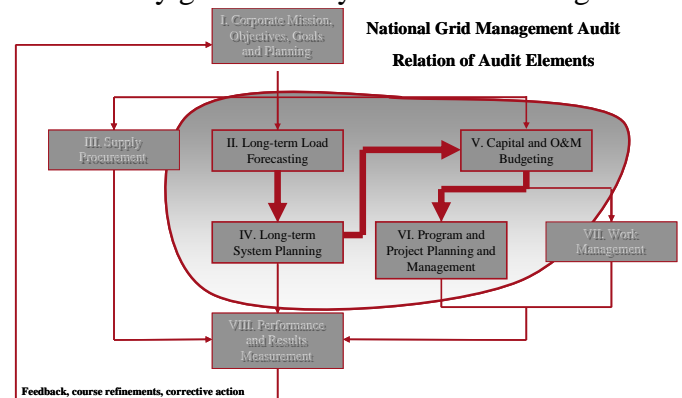 I. Corporate Mission,
Objectives, Goals
and Planning
National Grid Management Audit
Relation of Audit Elements
III. Supply
Procurement
II. Long-term Load
Forecasting
V. Capital and O&M
Budgeting
IV. Long-term
System Planning
VI. Program and
Project Planning and
Management
VII. Work
Management
VIII. Performance
and Results
Measurement
Feedback, course refinements, corrective action